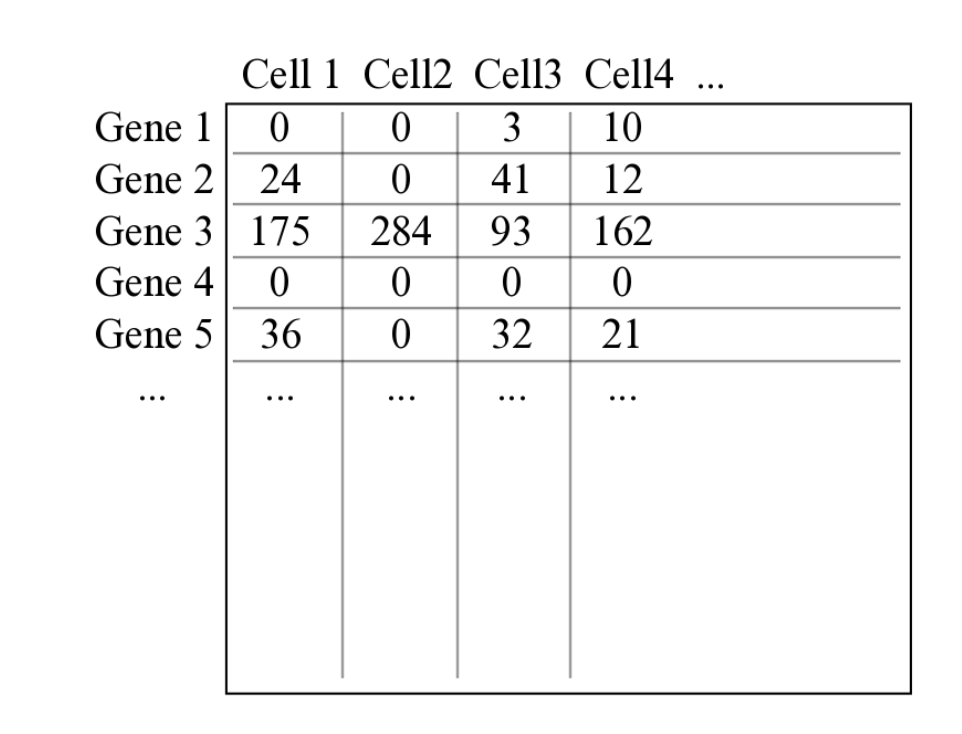 Cell 1 Cell2 Cell3 Cell4 ...
Gene 1 0 0 3 10
Gene 2 24 0 41 12
Gene 3 175 284 93 162
Gene 4 0 0 0 0
Gene 5 36 0 32 21
... ... ... ... ...